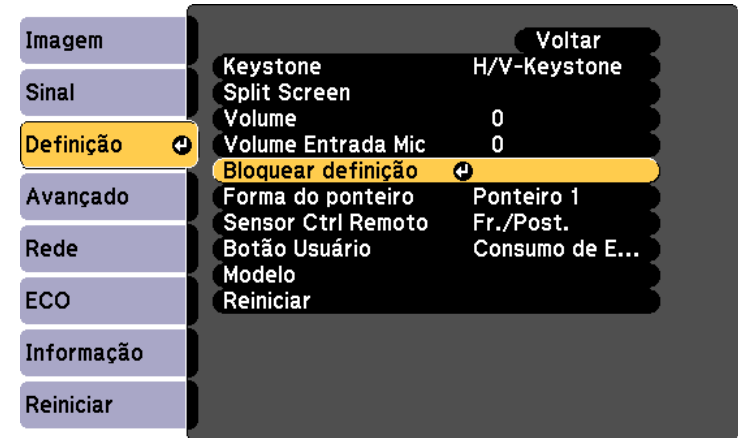 Imagem
Sinal
Definição
Avançado
Rede
ECO
Informação
Reiniciar
Voltar
Keystone H/V-Keystone
Split Screen
Volume 0
Volume Entrada Mic 0
Bloquear definição
Forma do ponteiro Ponteiro 1
Sensor Ctrl Remoto Fr./Post.
Botão Usuário Consumo de E...
Modelo
Reiniciar